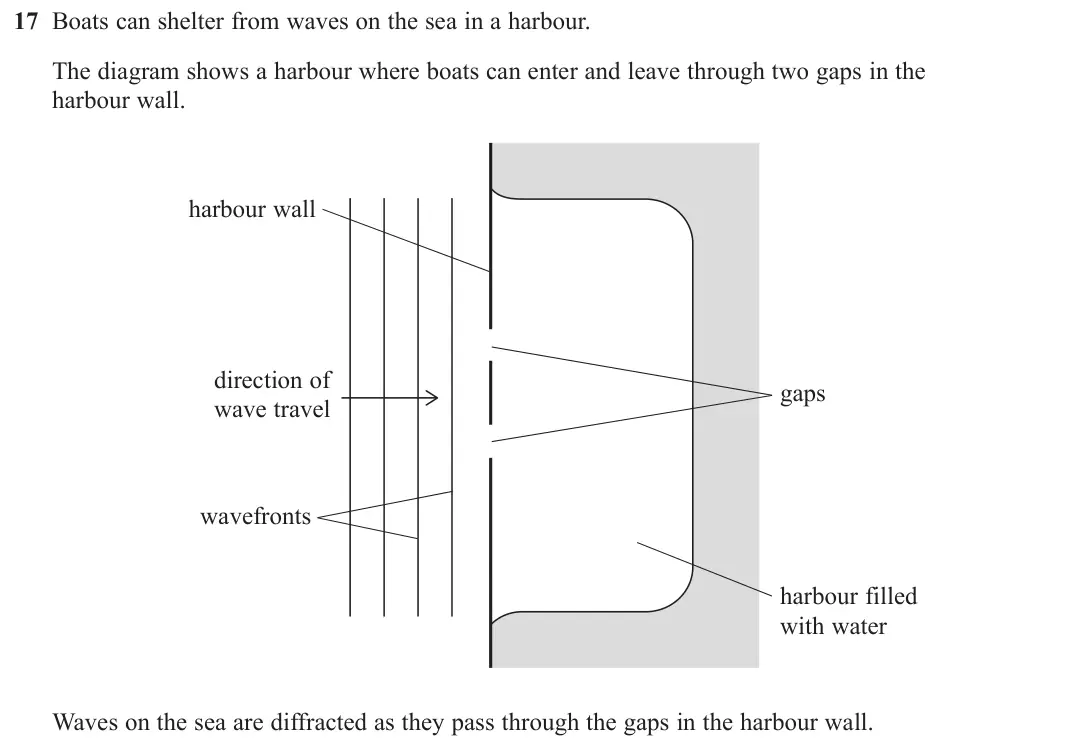 17 Boats can shelter from waves on the sea in a harbour.
The diagram shows a harbour where boats can enter and leave through two gaps in the
harbour wall.
harbour wall
direction of
wave travel
gaps
wavefronts
harbour filled
with water
Waves on the sea are diffracted as they pass through the gaps in the harbour wall.